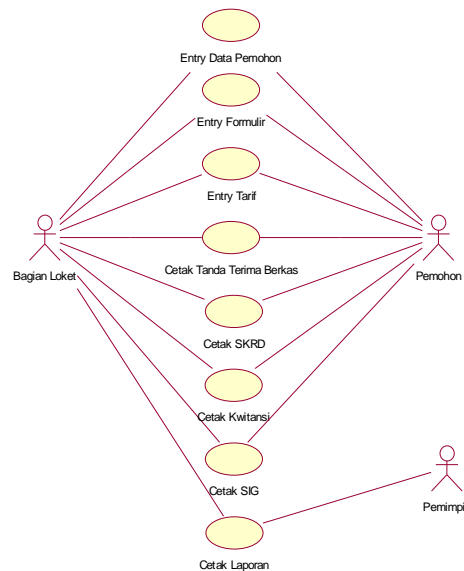 Entry Data Pemohon
Entry Formulir
Entry Tarif
Bagian Loket
Cetak Tanda Terima Berkas
Pemohon
Cetak SKRD
Cetak Kwitansi
Cetak SIG
Pemimpi
Cetak Laporan